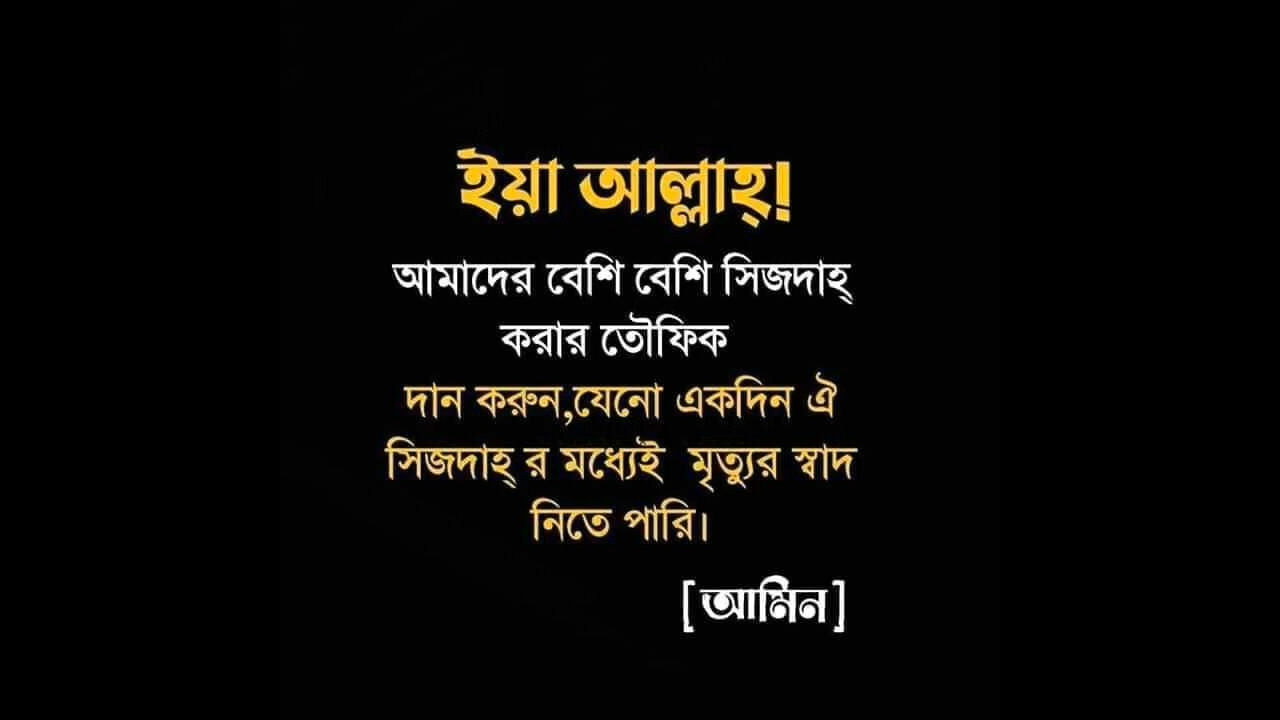 ইয়া আল্লাহ্!
আমাদের বেশি বেশি সিজদাহ্
করার তৌফিক
দান করুন,যেনো একদিন ঐ
সিজদাহ্ র মধ্যেই মৃত্যুর স্বাদ
নিতে পারি।
[আমিন]